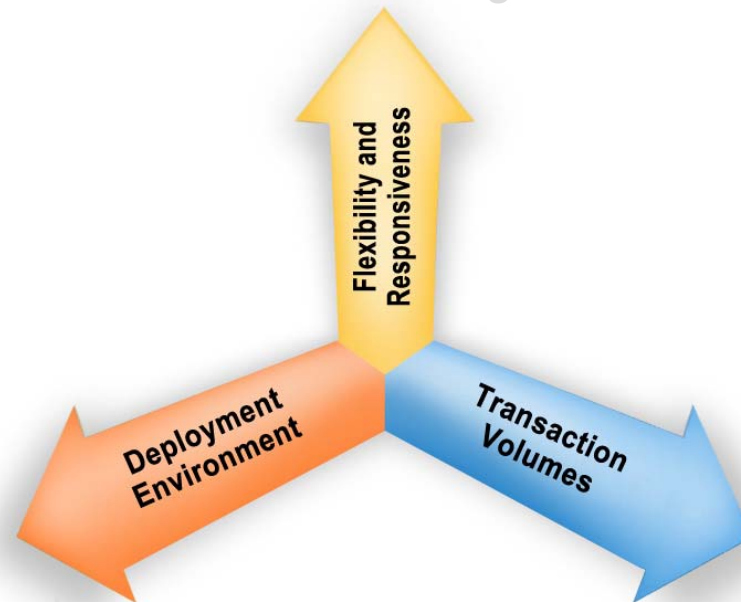 Flexibility and
Responsiveness
Deployment
Environment
Transaction
Volumes